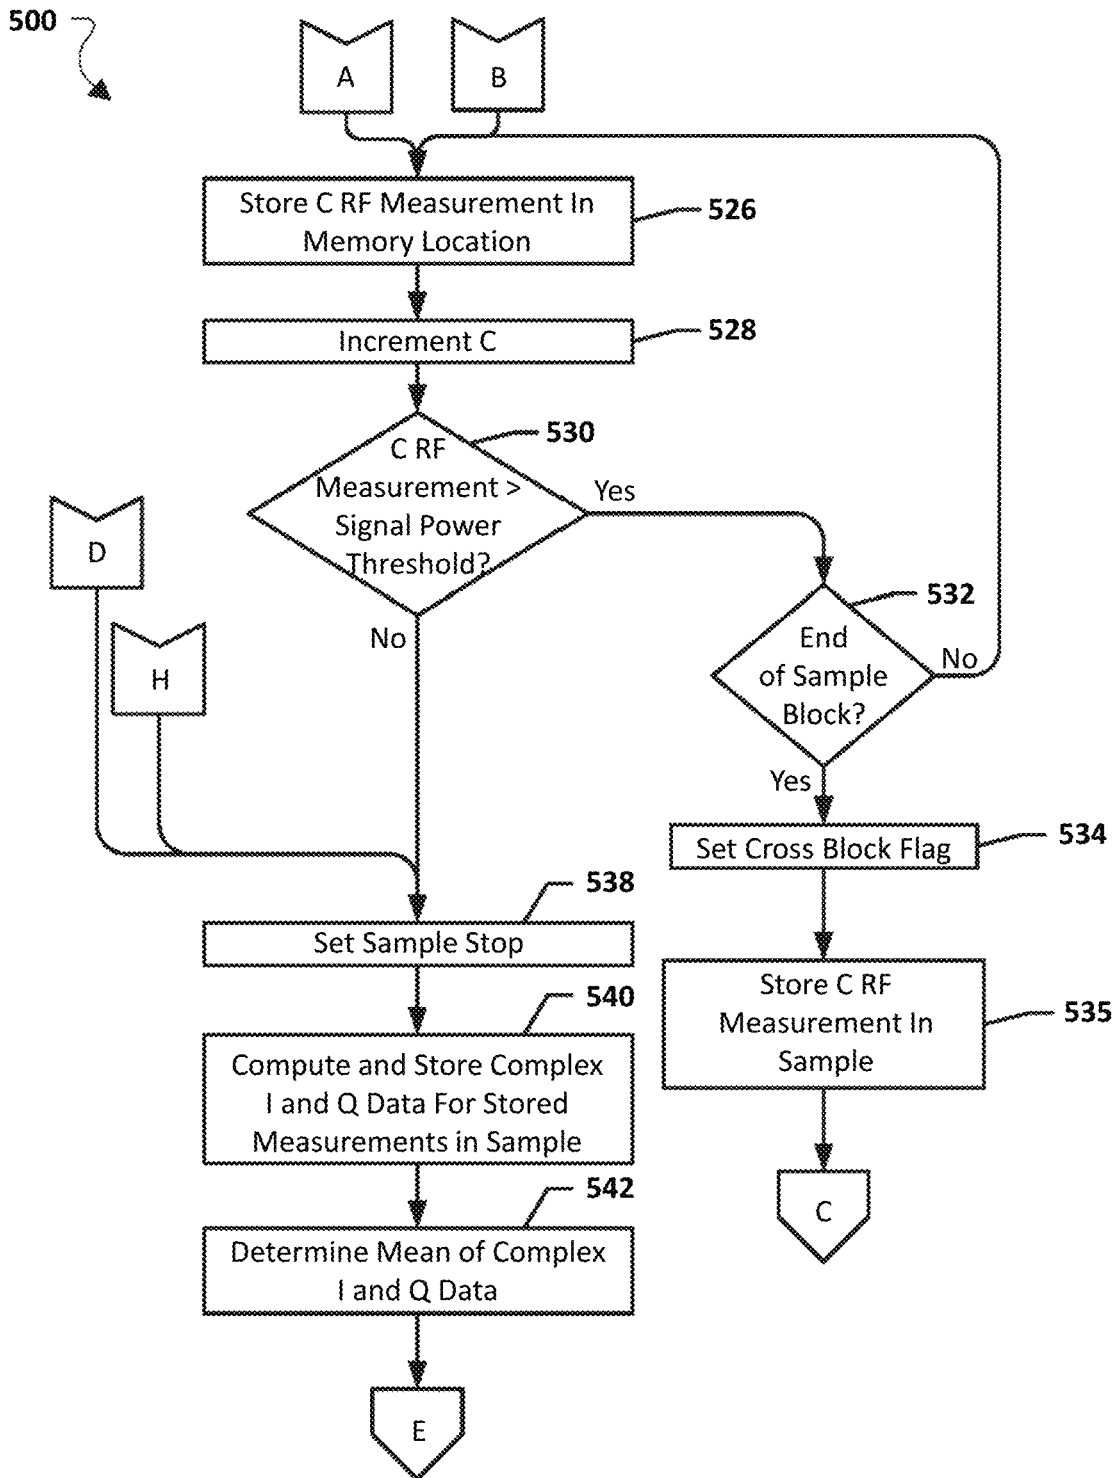 500
A
B
Store C RF Measurement In
Memory Location
526
Increment C
528
530
C RF
Measurement >
Signal Power
Threshold?
Yes
No
D
H
532
End
of Sample
Block?
No
Yes
Set Cross Block Flag
534
538
Set Sample Stop
Store C RF
Measurement In
Sample
535
540
Compute and Store Complex
I and Q Data For Stored
Measurements in Sample
C
542
Determine Mean of Complex
I and Q Data
E